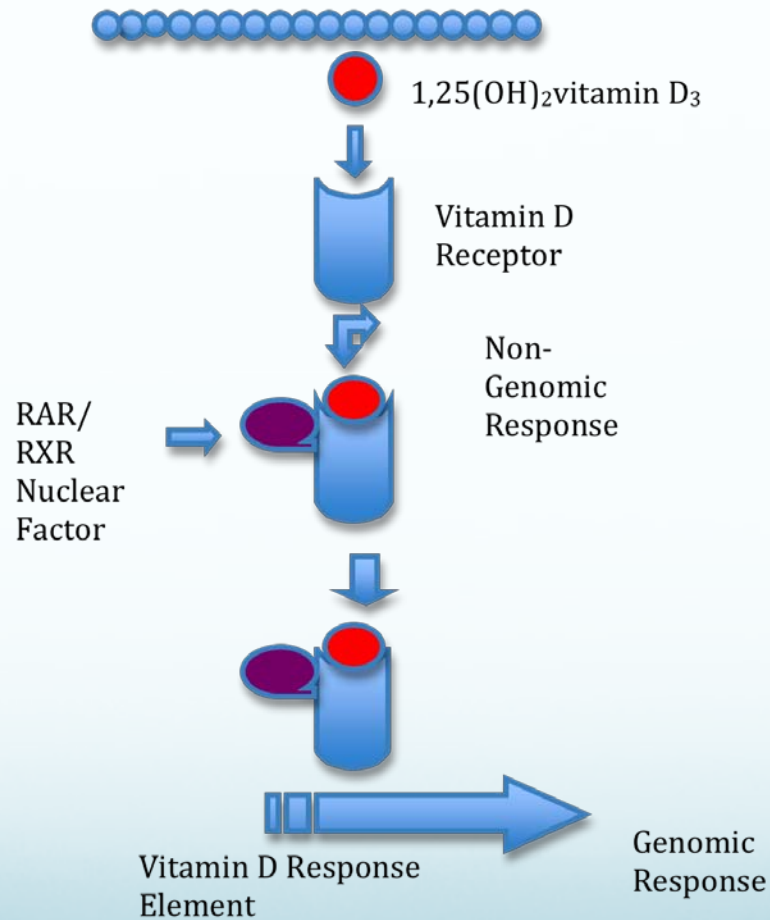 1,25(OH)₂vitamin D₃
Vitamin D
Receptor
Non-
Genomic
Response
RAR/
RXR
Nuclear
Factor
Vitamin D Response
Element
Genomic
Response